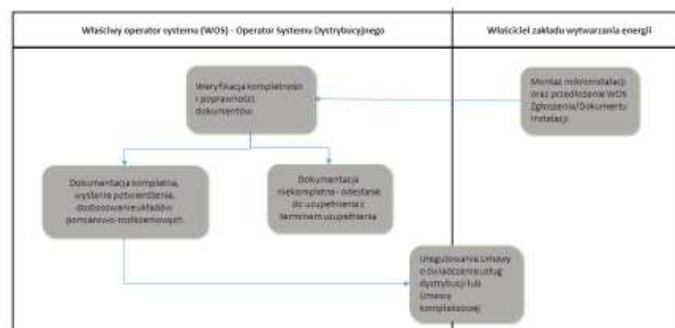 Właściwy operator systemu (WOS) - Operator Systemu Dystrybucyjnego
Właściciel zakładu wytwarzania energii
Weryfikacja kompletności
i poprawności
dokumentów
Montaż mikroinstalacji
oraz przedłożenie WOS
Zgłoszenia/Dokumentu
Instalacji
Dokumentacja kompletna,
wysłanie potwierdzenia,
dostosowanie układów
pomiarowo-rozliczeniowych
Dokumentacja
niekompletna - odesłanie
do uzupełnienia z
terminem uzupełnienia
Uregulowanie Umowy
o świadczenie usług
dystrybucji lub
Umowy
kompleksowej